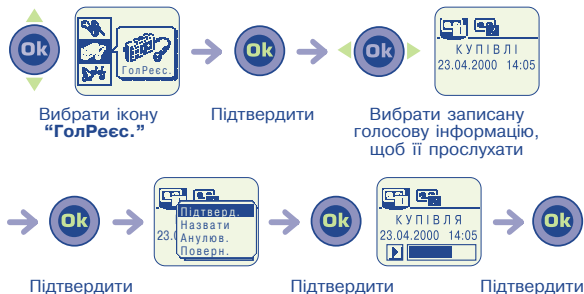 Ok
ГолРеєс.
Ok
Ok
КУПІВЛІ
23.04.2000 14:05
Вибрати ікону
“ГолРеєс.”
Підтвердити
Вибрати записану
голосову інформацію,
щоб її прослухати
Ok
Підтверд.
Назвати
Анулюв.
Поверн.
23.0
Ok
КУПІВЛЯ
23.04.2000 14:05
Ok
Підтвердити
Підтвердити
Підтвердити